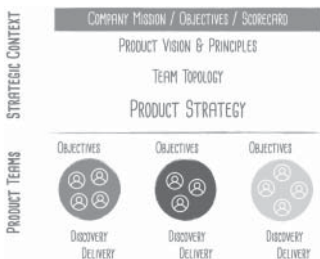 STRATEGIC CONTEXT
COMPANY MISSION / OBJECTIVES / SCORECARD
PRODUCT VISION & PRINCIPLES
TEAM TOPOLOGY
PRODUCT STRATEGY
PRODUCT TEAMS
OBJECTIVES OBJECTIVES OBJECTIVES
DISCOVERY DISCOVERY DISCOVERY
DELIVERY DELIVERY DELIVERY